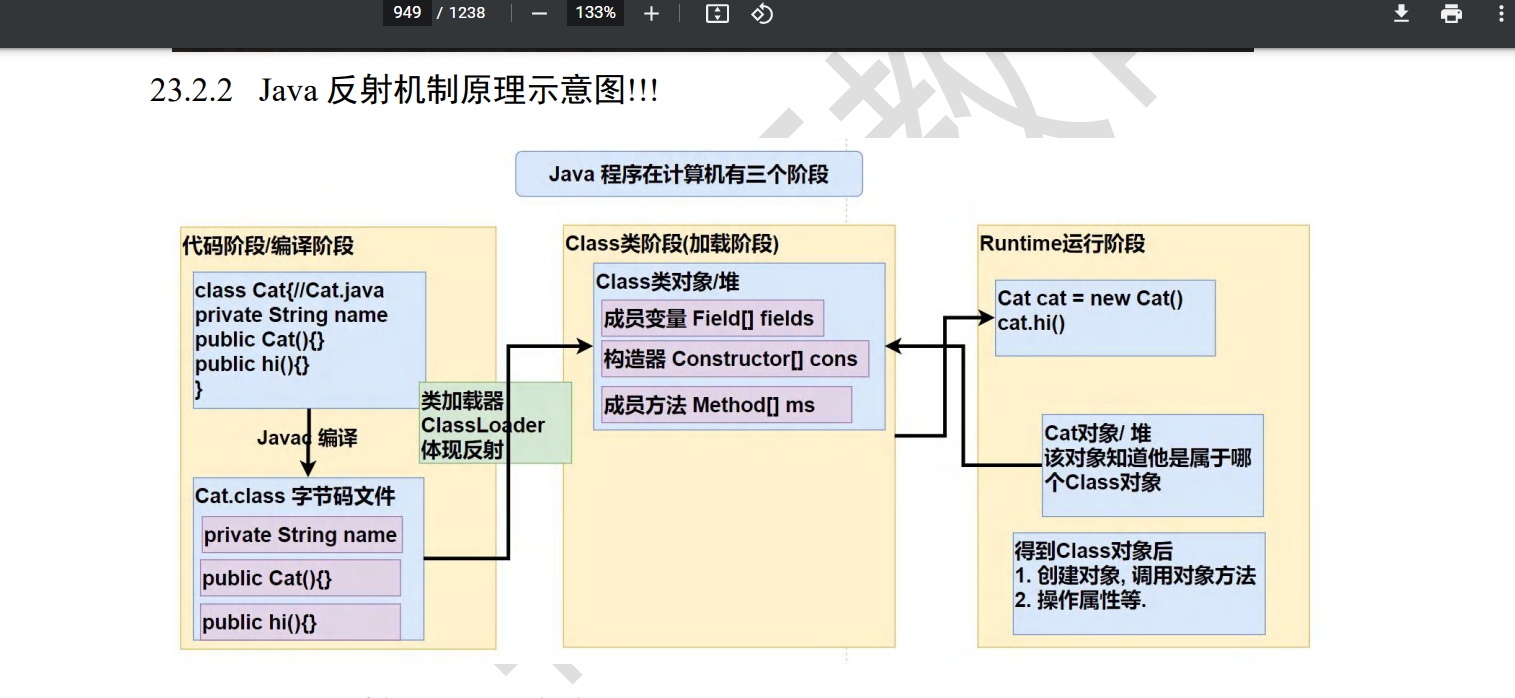 949 / 1238
133%
23.2.2 Java 反射机制原理示意图!!!
Java 程序在计算机有三个阶段
代码阶段/编译阶段
class Cat{//Cat.java
private String name
public Cat(){}
public hi(){}
}
Javac 编译
Cat.class 字节码文件
private String name
public Cat(){}
public hi(){}
类加载器
ClassLoader
体现反射
Class类阶段(加载阶段)
Class类对象/堆
成员变量 Field[] fields
构造器 Constructor[] cons
成员方法 Method[] ms
Runtime运行阶段
Cat cat = new Cat()
cat.hi()
Cat对象/ 堆
该对象知道他是属于哪
个Class对象
得到Class对象后
1. 创建对象, 调用对象方法
2. 操作属性等.